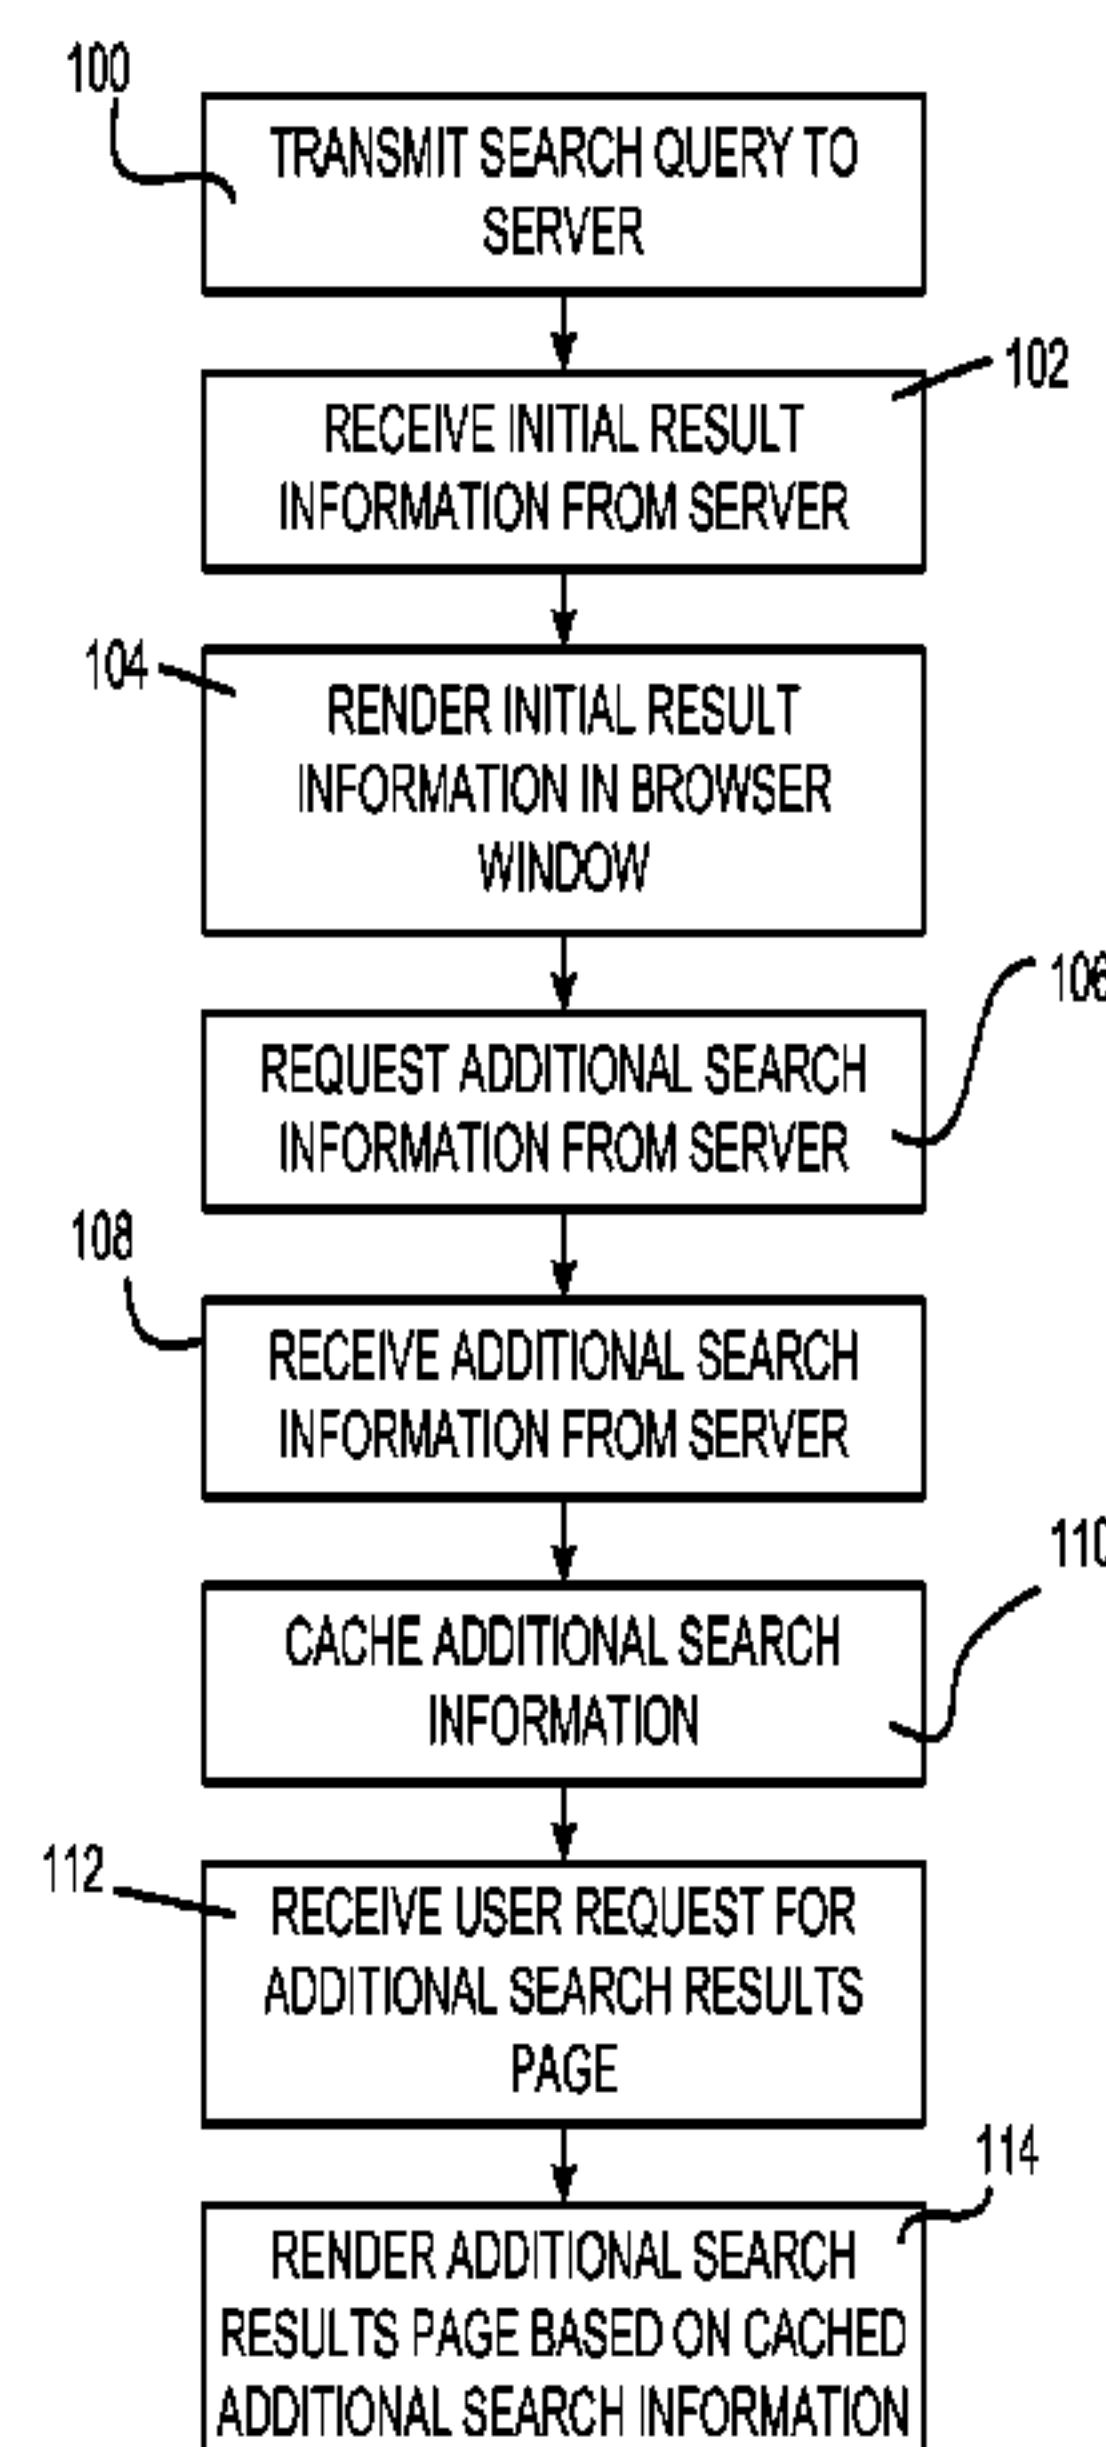 100
TRANSMIT SEARCH QUERY TO
SERVER
102
RECEIVE INITIAL RESULT
INFORMATION FROM SERVER
104
RENDER INITIAL RESULT
INFORMATION IN BROWSER
WINDOW
106
REQUEST ADDITIONAL SEARCH
INFORMATION FROM SERVER
108
RECEIVE ADDITIONAL SEARCH
INFORMATION FROM SERVER
110
CACHE ADDITIONAL SEARCH
INFORMATION
112
RECEIVE USER REQUEST FOR
ADDITIONAL SEARCH RESULTS
PAGE
114
RENDER ADDITIONAL SEARCH
RESULTS PAGE BASED ON CACHED
ADDITIONAL SEARCH INFORMATION